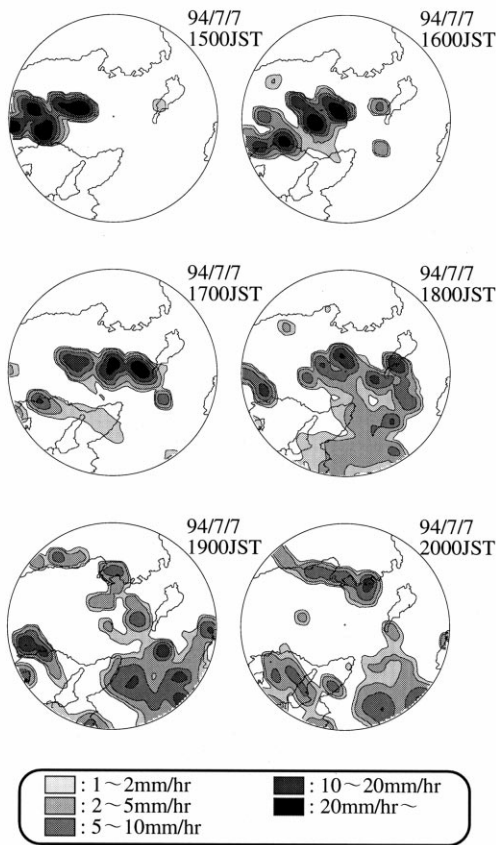 94/7/7
1500JST
94/7/7
1600JST
94/7/7
1700JST
94/7/7
1800JST
94/7/7
1900JST
94/7/7
2000JST
: 1～2mm/hr
: 2～5mm/hr
: 5～10mm/hr
: 10～20mm/hr
: 20mm/hr～